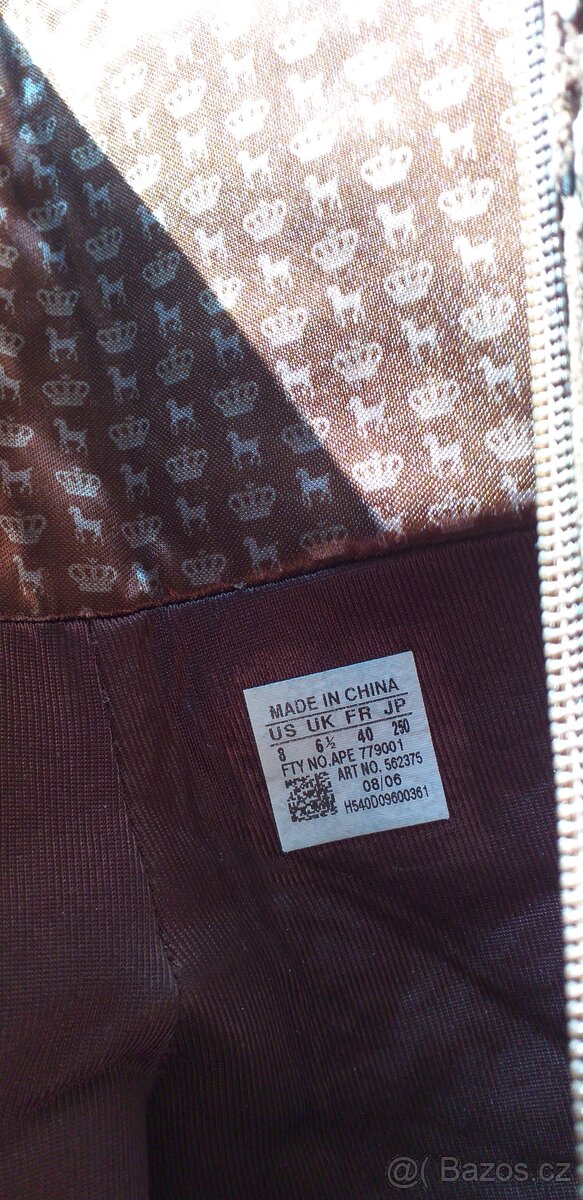 MADE IN CHINA
US UK FR JP
8 6½ 40 250
FTY NO. APE 779001
ART NO. 562375
08/06
H540D09600361
@( Bazos.cz